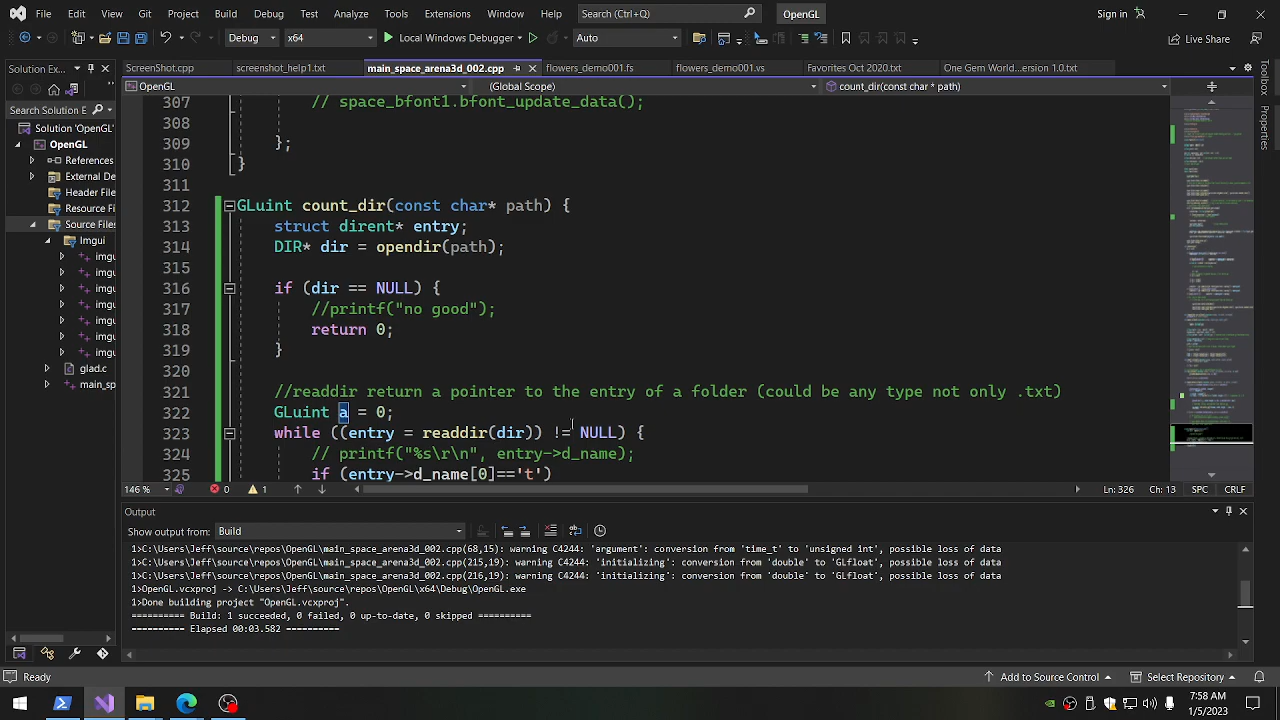 File Edit View Git Project Build Debug Test Analyze Tools Extensions Window Help Search (Ctrl+Q) OpenGL Sign in
Debug x64 Local Windows Debugger Auto Live Share
Solution Ex... ScreenShot.cpp screenshot_help1.txt main_space_arena3d_002.cpp flowers_demo001.fs flowers_demo001.vs Favorites Oct 2020.txt One Gem World...ersion 1.0.txt
OpenGL (Global Scope) count_dir(const char * path)
Search Solution
Solution 'OpenGL'
Reference
External D
Header File
data.c
Toolbox
307 // space_bfont1.bfont_update_data();
308
309 };
310 }
311
312 GLuint count_dir(const char* path) {
313 struct dirent* entry;
314 DIR* dir = opendir(path);
315
316 if (dir == NULL) {
317 //printf("no good");
318 return 0;
319 }
320
321 //readdir returns pointer to the entry of a folder could be any type not only .txt)
322 GLuint a = 0;
323 while ((entry = readdir(dir)) != NULL) {
324 // printf("%s\r\n",entry->d_name);
325 if (entry->d_name[0]=='t')
146 % 0 1 Ln: 326 Ch: 13 SPC CRLF
Output
Show output from: Build
1>C:\Users\Jeff\source\repos\OpenGL\main_space_arena3d_002.cpp(68,15): warning C4244: 'argument': conversion from 'time_t' to 'unsigned int', possible loss of data
1>C:\Users\Jeff\source\repos\OpenGL\main_space_arena3d_002.cpp(215,19): warning C4244: 'initializing': conversion from 'double' to 'GLfloat', possible loss of data
1>C:\Users\Jeff\source\repos\OpenGL\main_space_arena3d_002.cpp(216,19): warning C4244: 'initializing': conversion from 'double' to 'GLfloat', possible loss of data
1>OpenGL.vcxproj -> C:\Users\Jeff\source\repos\OpenGL\x64\Debug\OpenGL.exe
1>Done building project "OpenGL.vcxproj".
========== Build: 1 succeeded, 0 failed, 0 up-to-date, 0 skipped ==========
========== Elapsed 00:03.582 ==========
Ready Add to Source Control Select Repository
7:58 AM
1/5/2023